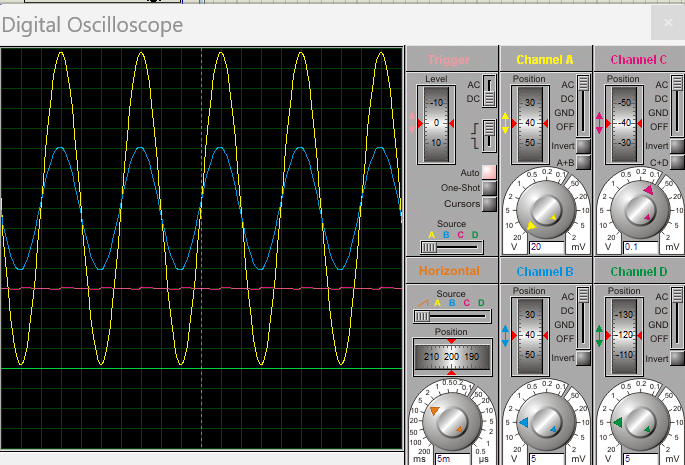 Digital Oscilloscope
Trigger
Level
AC
DC
-10
0
10
Auto
One-Shot
Cursors
Source
A B C D
Channel A
Position
30
40
50
AC
DC
GND
OFF
Invert
A+B
0.5 0.2 0.1
1 50
2 20
5 10
10 5
20 2
V 20 mV
Channel C
Position
-50
-40
-30
AC
DC
GND
OFF
Invert
C+D
0.5 0.2 0.1
1 50
2 20
5 10
10 5
20 2
V 0.1 mV
Horizontal
Source
A B C D
Position
210 200 190
1 0.5 0.2
2 0.1
5 50
10 20
20 10
50 5
100 2
200 1
0.5
ms 5m µs
Channel B
Position
30
40
50
AC
DC
GND
OFF
Invert
0.5 0.2 0.1
1 50
2 20
5 10
10 5
20 2
V 5 mV
Channel D
Position
-130
-120
-110
AC
DC
GND
OFF
Invert
0.5 0.2 0.1
1 50
2 20
5 10
10 5
20 2
V 5 mV